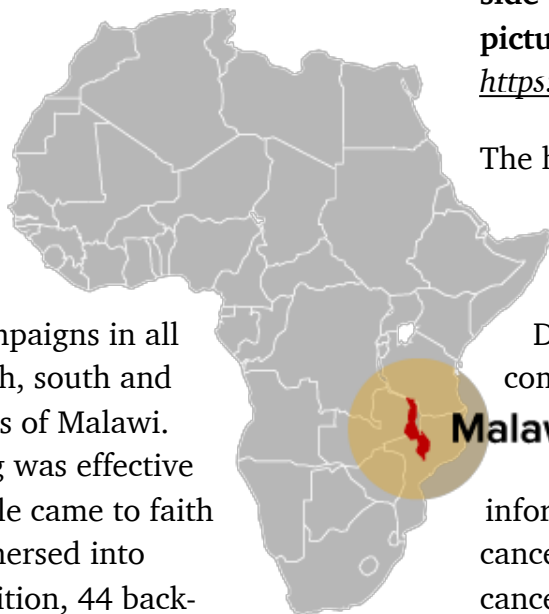 mpaigns in all
h, south and
s of Malawi.
g was effective
le came to faith
mersed into
ition, 44 back-
side
pictu
https:
The h
D
con
Malaw
infor
cance
cance